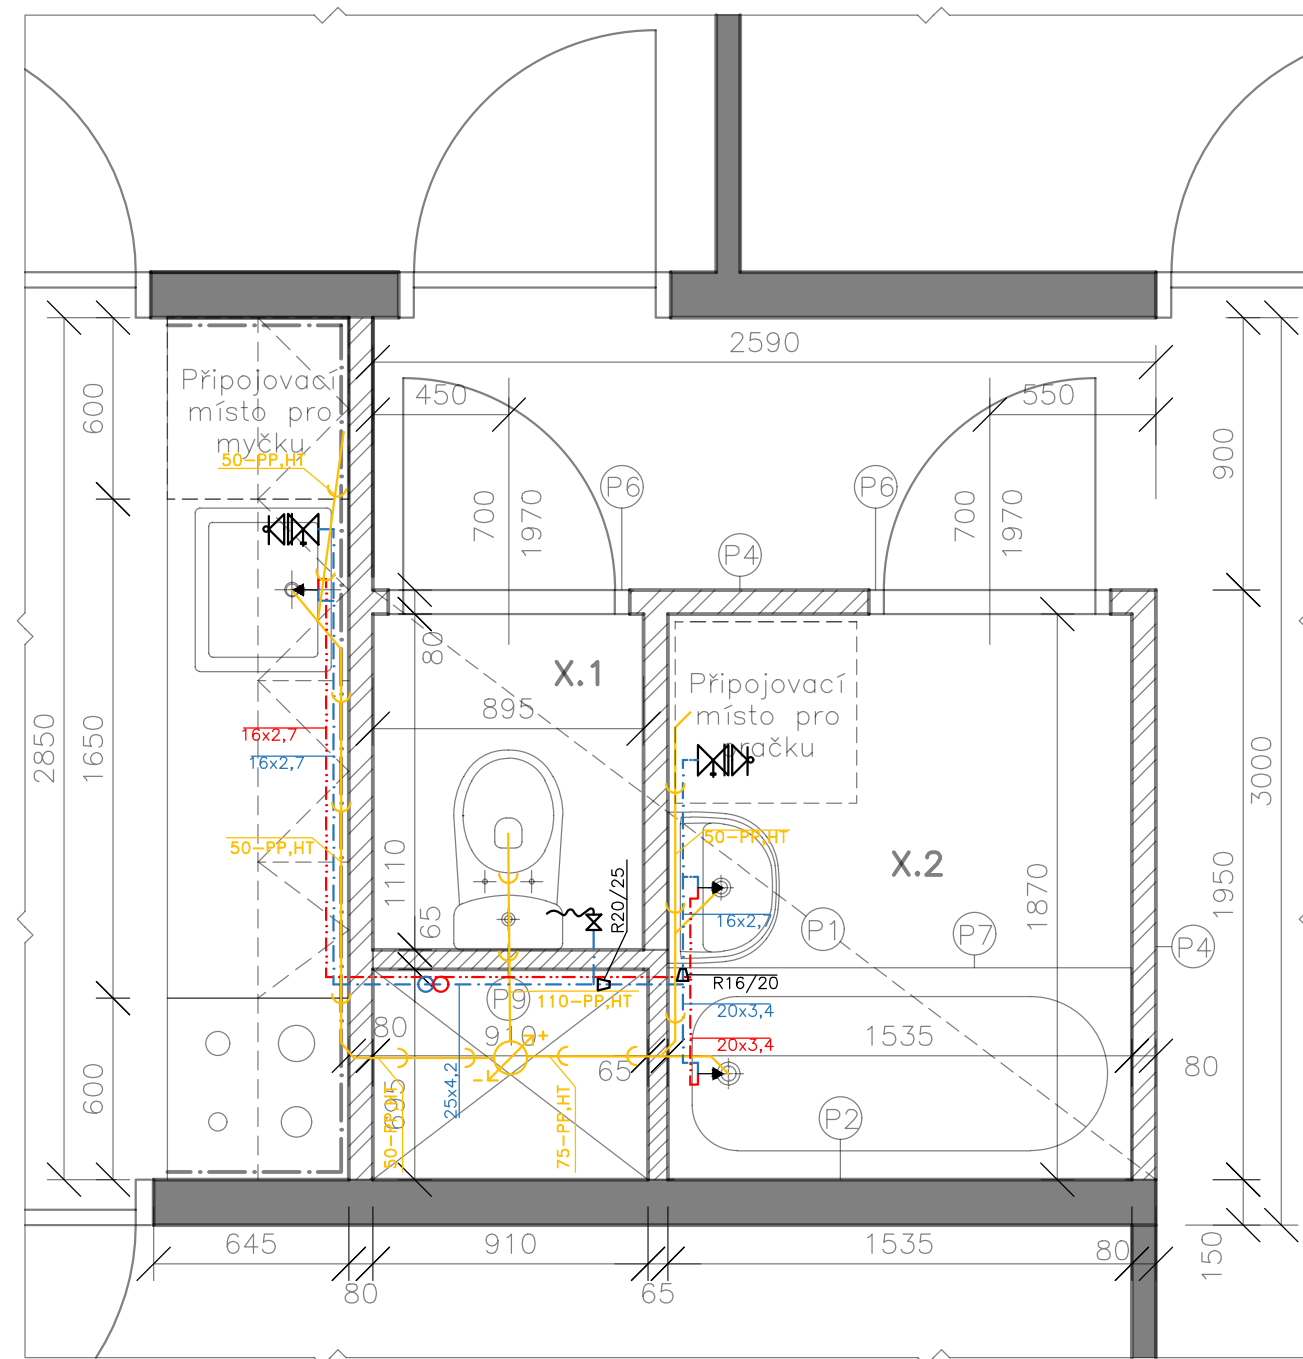 2590
Připojovací
místo pro
myčku
450
550
600
50-PP,HT
P6
P6
900
700
1970
700
1970
P4
80
X.1
Připojovací
místo pro
pračku
895
16x2,7
16x2,7
2850
1650
3000
50-PP,HT
50-PP,HT
X.2
1110
65
R20/25
1870
1950
16x2,7
P1
P7
P4
R16/20
P9
110-PP,HT
20x3,4
80
910
1535
20x3,4
65
80
+
-
600
695
50-PP,HT
25x4,2
75-PP,HT
P2
645
910
1535
80
150
80
65